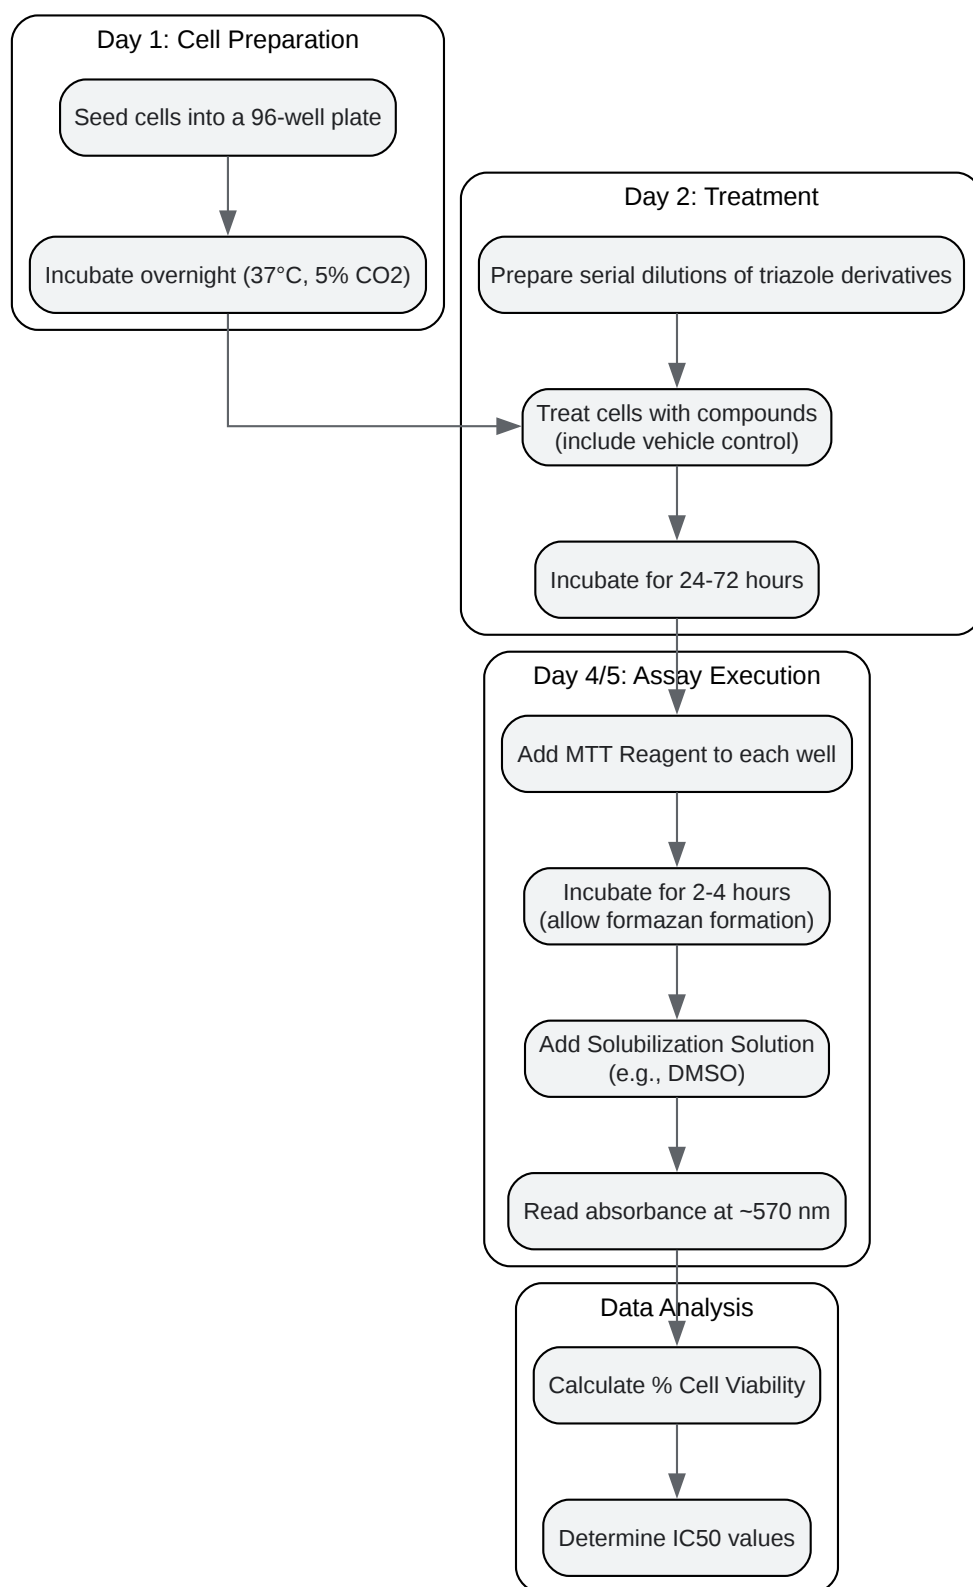 Day 1: Cell Preparation
Seed cells into a 96-well plate
Incubate overnight (37°C, 5% CO2)
Day 2: Treatment
Prepare serial dilutions of triazole derivatives
Treat cells with compounds
(include vehicle control)
Incubate for 24-72 hours
Day 4/5: Assay Execution
Add MTT Reagent to each well
Incubate for 2-4 hours
(allow formazan formation)
Add Solubilization Solution
(e.g., DMSO)
Read absorbance at ~570 nm
Data Analysis
Calculate % Cell Viability
Determine IC50 values